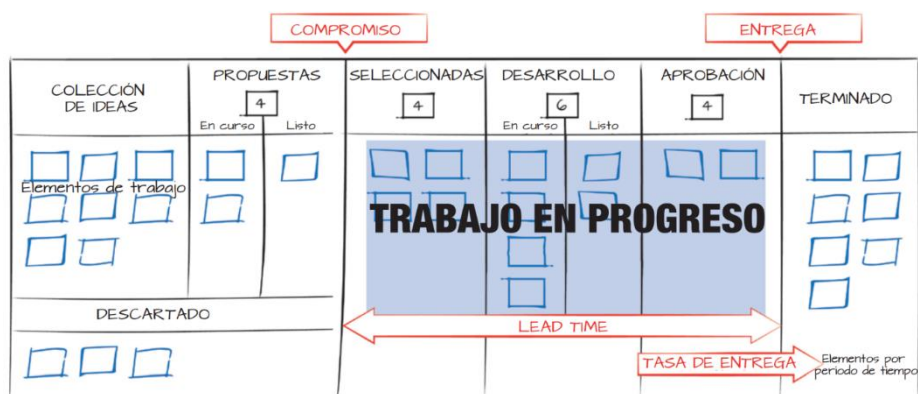 COMPROMISO
ENTREGA
COLECCIÓN
DE IDEAS
PROPUESTAS
4
En curso
Listo
SELECCIONADAS
4
DESARROLLO
6
En curso
Listo
APROBACIÓN
4
TERMINADO
Elementos de trabajo
TRABAJO EN PROGRESO
DESCARTADO
LEAD TIME
TASA DE ENTREGA
Elementos por
periodo de tiempo